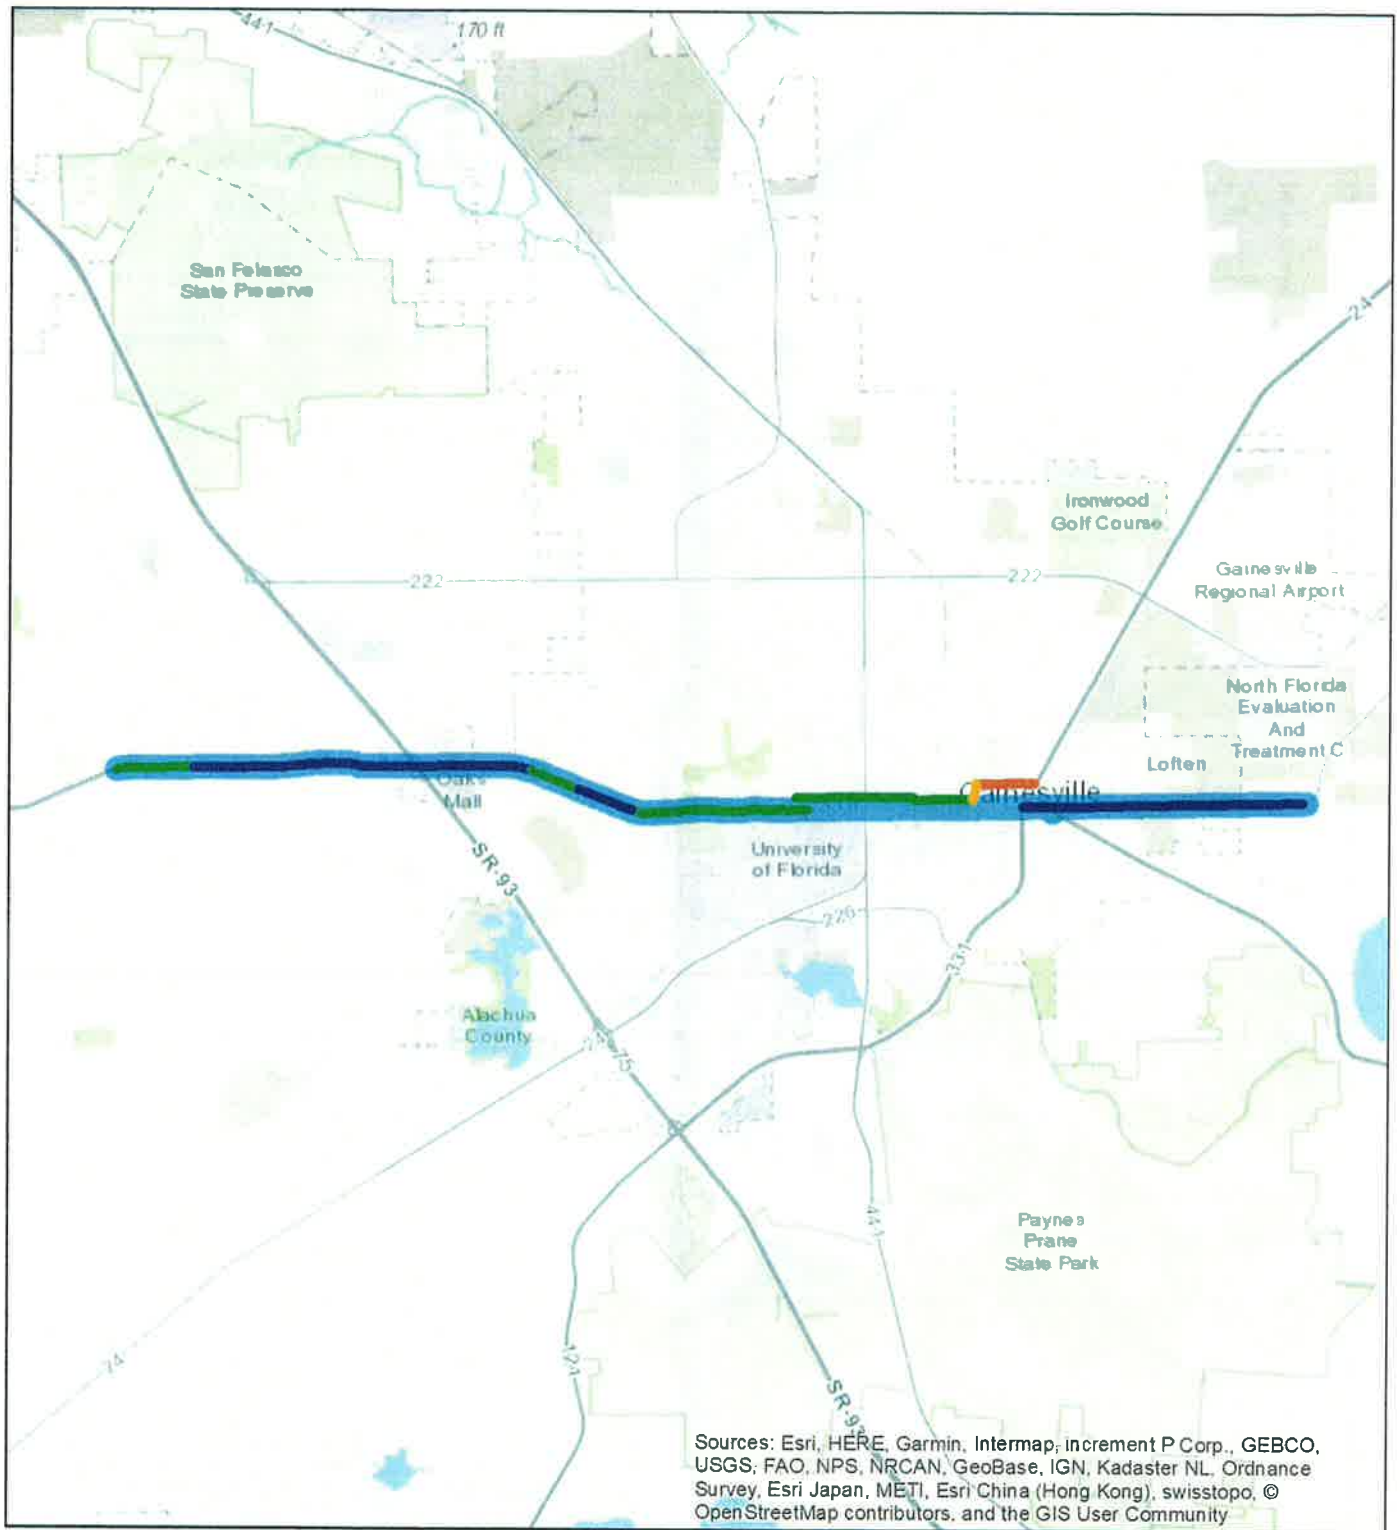 441
170 ft
San Felasco
State Preserve
24
Ironwood
Golf Course
222
222
Gainesville
Regional Airport
North Florida
Evaluation
And
Treatment C
Loften
Oaks
Mall
Gainesville
University
of Florida
SR-93
226
331
Alachua
County
75
Paynes
Prarie
State Park
441
24
121
SR-93
Sources: Esri, HERE, Garmin, Intermap, increment P Corp., GEBCO,
USGS, FAO, NPS, NRCAN, GeoBase, IGN, Kadaster NL, Ordnance
Survey, Esri Japan, METI, Esri China (Hong Kong), swisstopo, ©
OpenStreetMap contributors, and the GIS User Community